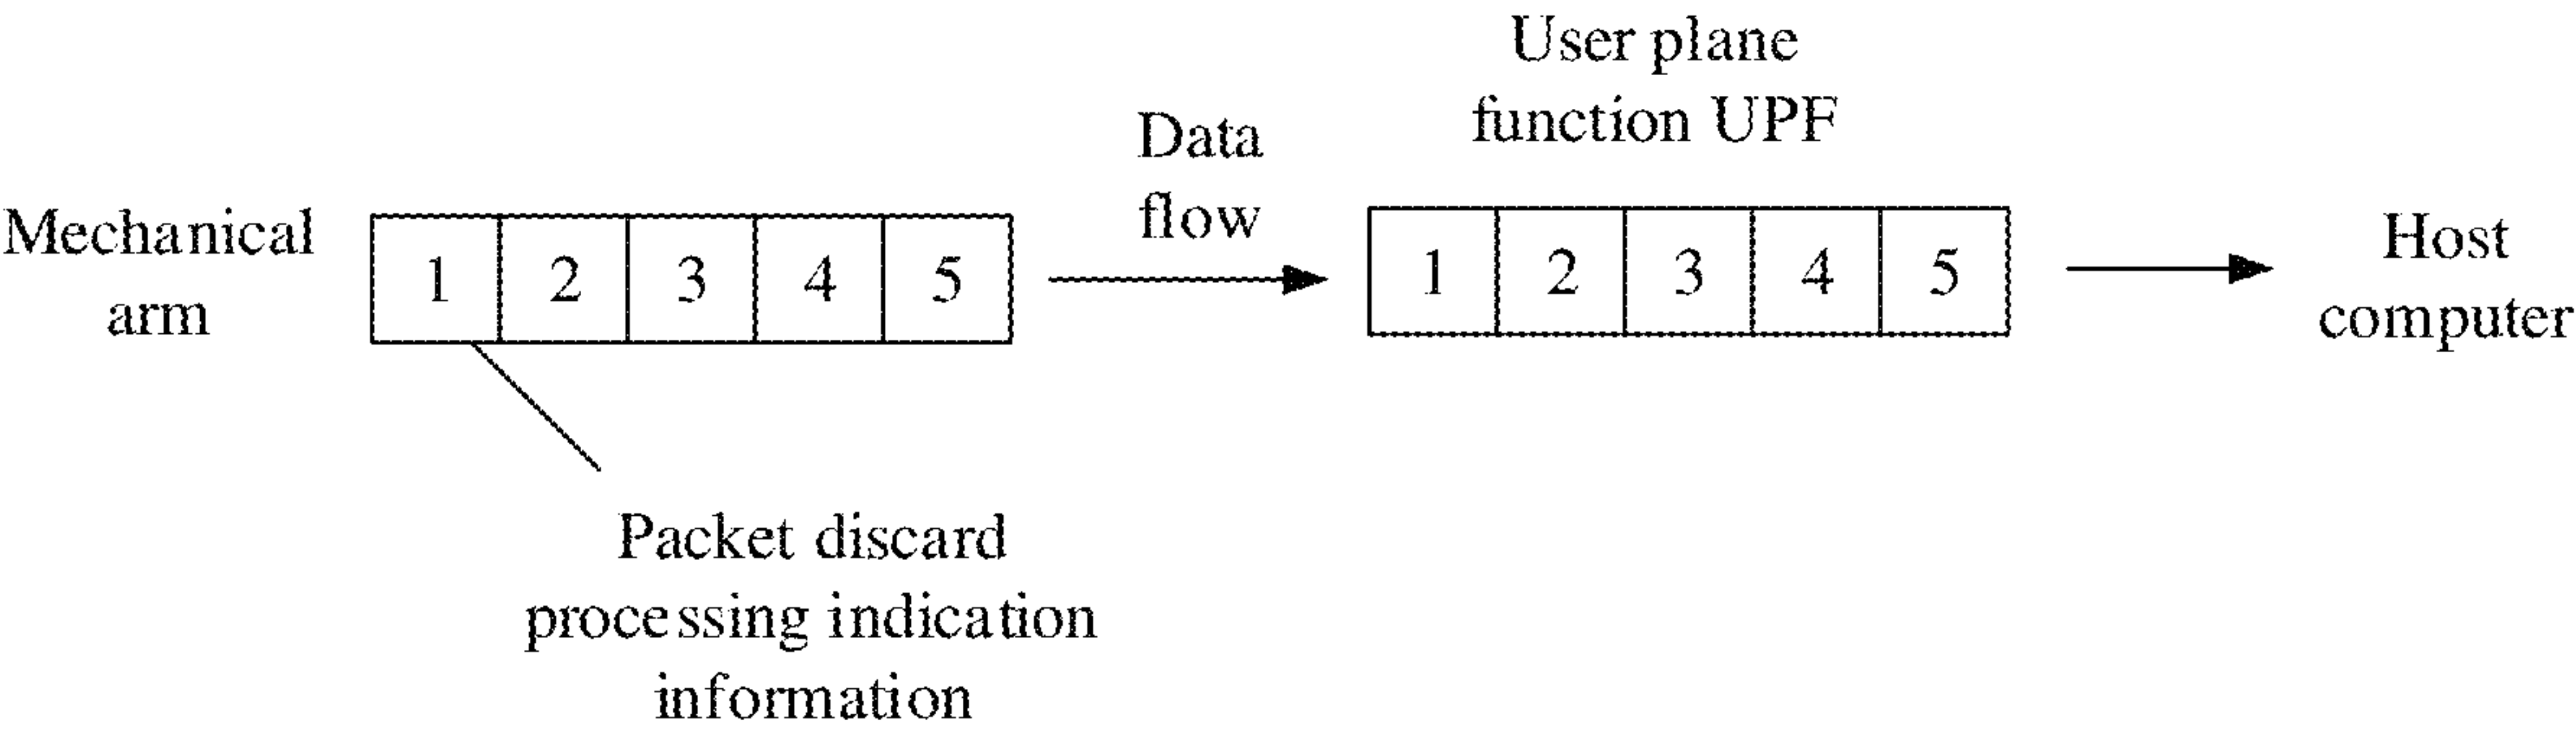 Mechanical
arm
1 2 3 4 5
Packet discard
processing indication
information
Data
flow
User plane
function UPF
1 2 3 4 5
Host
computer